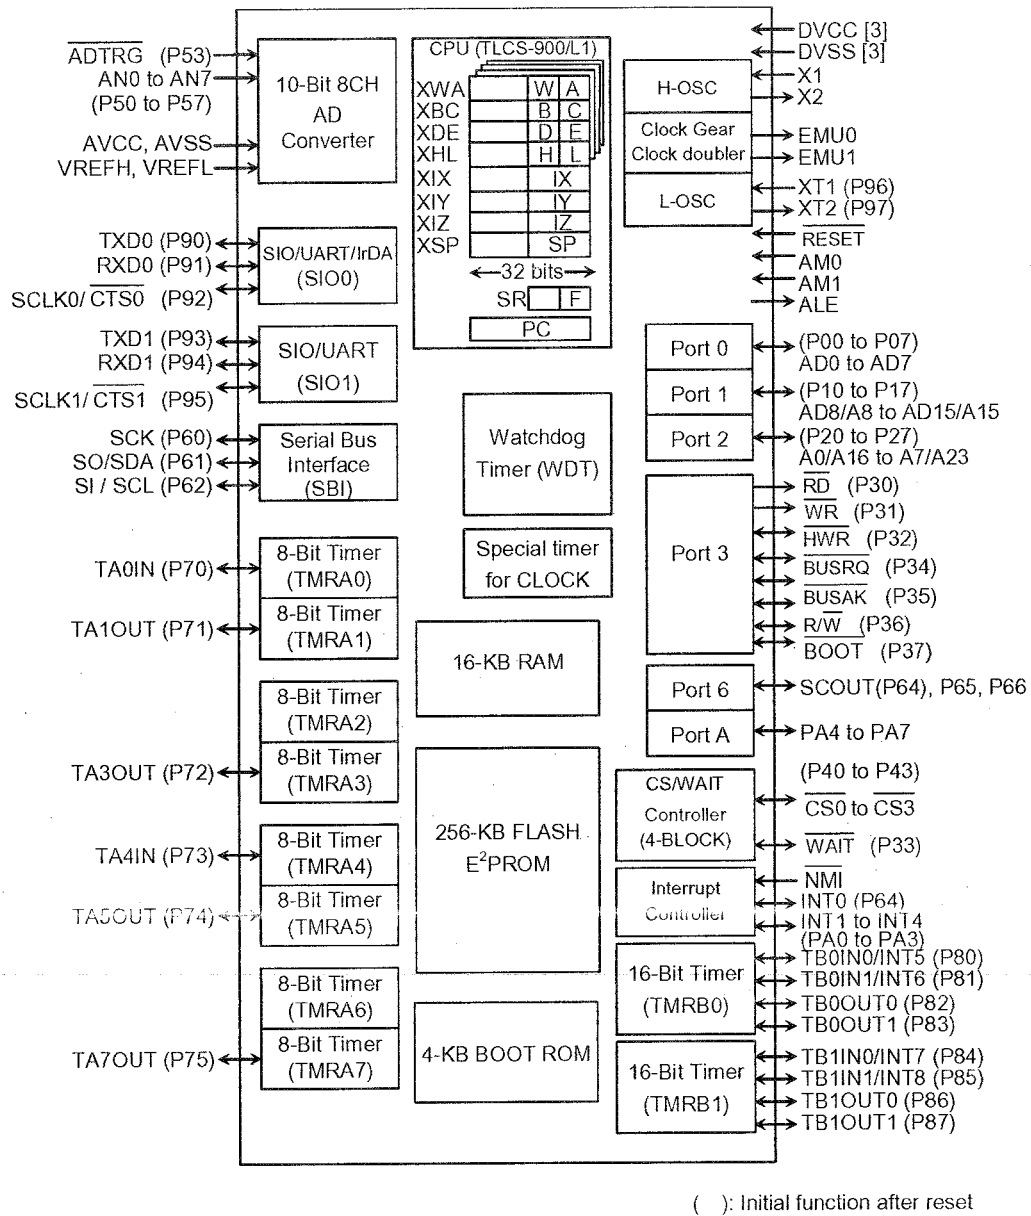 ADTRG (P53)
AN0 to AN7
(P50 to P57)
AVCC, AVSS
VREFH, VREFL
10-Bit 8CH
AD
Converter
TXD0 (P90)
RXD0 (P91)
SCLK0/ CTS0 (P92)
SIO/UART/IrDA
(SIO0)
TXD1 (P93)
RXD1 (P94)
SCLK1/ CTS1 (P95)
SIO/UART
(SIO1)
SCK (P60)
SO/SDA (P61)
SI / SCL (P62)
Serial Bus
Interface
(SBI)
TA0IN (P70)
8-Bit Timer
(TMRA0)
TA1OUT (P71)
8-Bit Timer
(TMRA1)
8-Bit Timer
(TMRA2)
TA3OUT (P72)
8-Bit Timer
(TMRA3)
TA4IN (P73)
8-Bit Timer
(TMRA4)
TA5OUT (P74)
8-Bit Timer
(TMRA5)
8-Bit Timer
(TMRA6)
TA7OUT (P75)
8-Bit Timer
(TMRA7)
CPU (TLCS-900/L1)
XWA W A
XBC B C
XDE D E
XHL H L
XIX IX
XIY IY
XIZ IZ
XSP SP
32 bits
SR F
PC
Watchdog
Timer (WDT)
Special timer
for CLOCK
16-KB RAM
256-KB FLASH
E²PROM
4-KB BOOT ROM
H-OSC
Clock Gear
Clock doubler
L-OSC
DVCC [3]
DVSS [3]
X1
X2
EMU0
EMU1
XT1 (P96)
XT2 (P97)
RESET
AM0
AM1
ALE
Port 0
(P00 to P07)
AD0 to AD7
Port 1
(P10 to P17)
AD8/A8 to AD15/A15
Port 2
(P20 to P27)
A0/A16 to A7/A23
Port 3
RD (P30)
WR (P31)
HWR (P32)
BUSRQ (P34)
BUSAK (P35)
R/W (P36)
BOOT (P37)
Port 6
SCOUT(P64), P65, P66
Port A
PA4 to PA7
CS/WAIT
Controller
(4-BLOCK)
(P40 to P43)
CS0 to CS3
WAIT (P33)
Interrupt
Controller
NMI
INT0 (P64)
INT1 to INT4
(PA0 to PA3)
16-Bit Timer
(TMRB0)
TB0IN0/INT5 (P80)
TB0IN1/INT6 (P81)
TB0OUT0 (P82)
TB0OUT1 (P83)
16-Bit Timer
(TMRB1)
TB1IN0/INT7 (P84)
TB1IN1/INT8 (P85)
TB1OUT0 (P86)
TB1OUT1 (P87)
( ): Initial function after reset